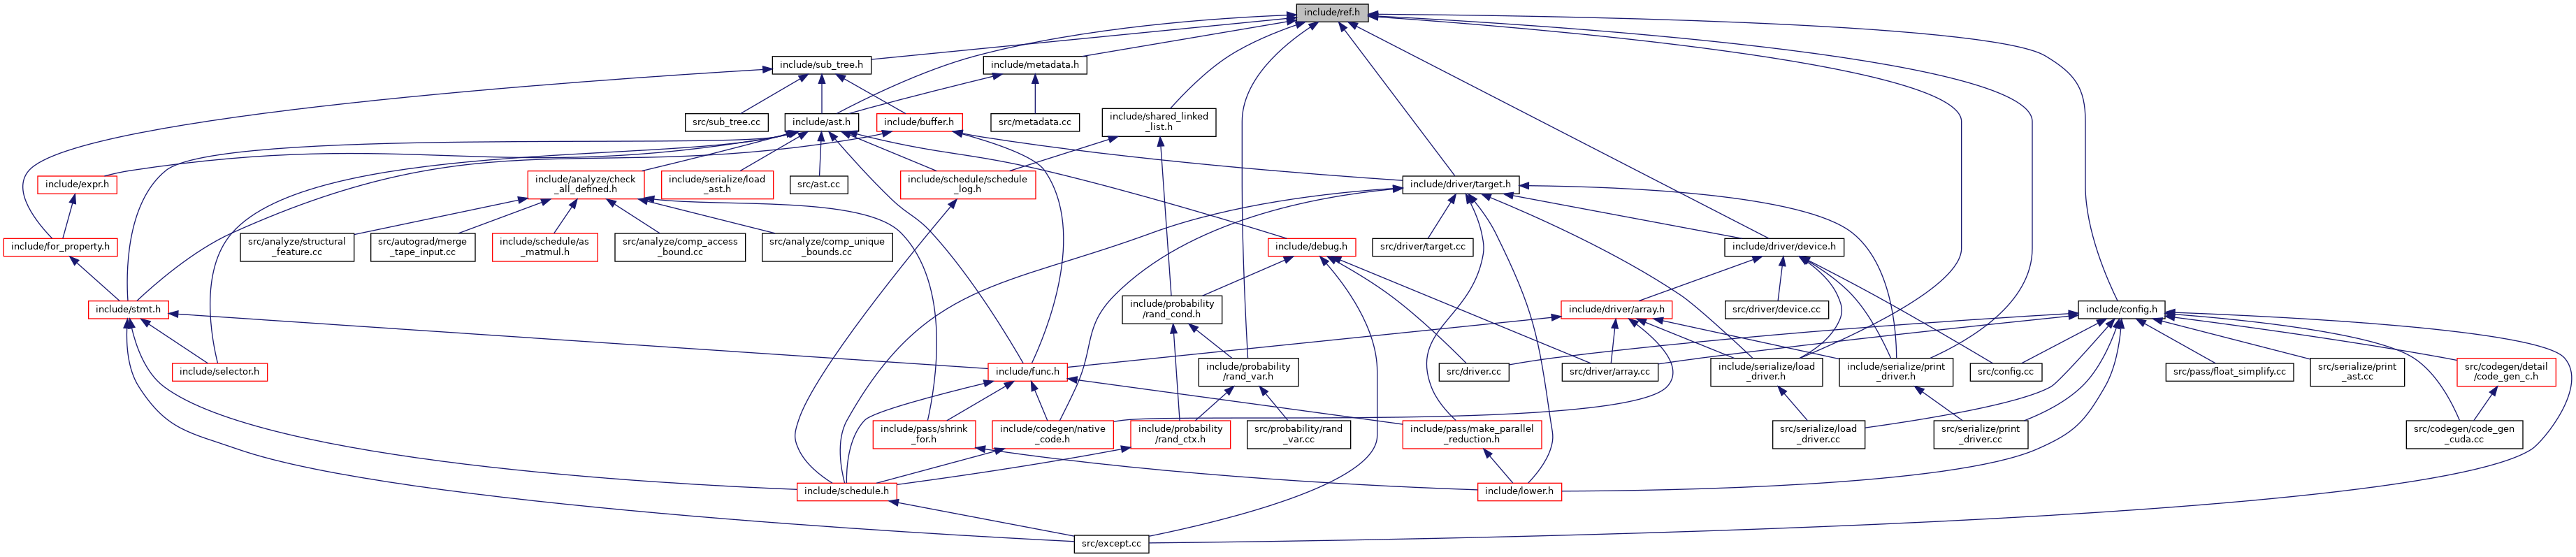 include/ref.h
include/sub_tree.h
include/metadata.h
src/sub_tree.cc
include/ast.h
include/buffer.h
src/metadata.cc
include/shared_linked
_list.h
include/expr.h
include/analyze/check
_all_defined.h
include/serialize/load
_ast.h
src/ast.cc
include/schedule/schedule
_log.h
include/driver/target.h
include/for_property.h
src/analyze/structural
_feature.cc
src/autograd/merge
_tape_input.cc
include/schedule/as
_matmul.h
src/analyze/comp_access
_bound.cc
src/analyze/comp_unique
_bounds.cc
include/debug.h
src/driver/target.cc
include/driver/device.h
include/stmt.h
include/probability
/rand_cond.h
include/driver/array.h
src/driver/device.cc
include/config.h
include/selector.h
include/func.h
include/probability
/rand_var.h
src/driver.cc
src/driver/array.cc
include/serialize/load
_driver.h
include/serialize/print
_driver.h
src/config.cc
src/pass/float_simplify.cc
src/serialize/print
_ast.cc
src/codegen/detail
/code_gen_c.h
include/pass/shrink
_for.h
include/codegen/native
_code.h
include/probability
/rand_ctx.h
src/probability/rand
_var.cc
include/pass/make_parallel
_reduction.h
src/serialize/load
_driver.cc
src/serialize/print
_driver.cc
src/codegen/code_gen
_cuda.cc
include/schedule.h
include/lower.h
src/except.cc